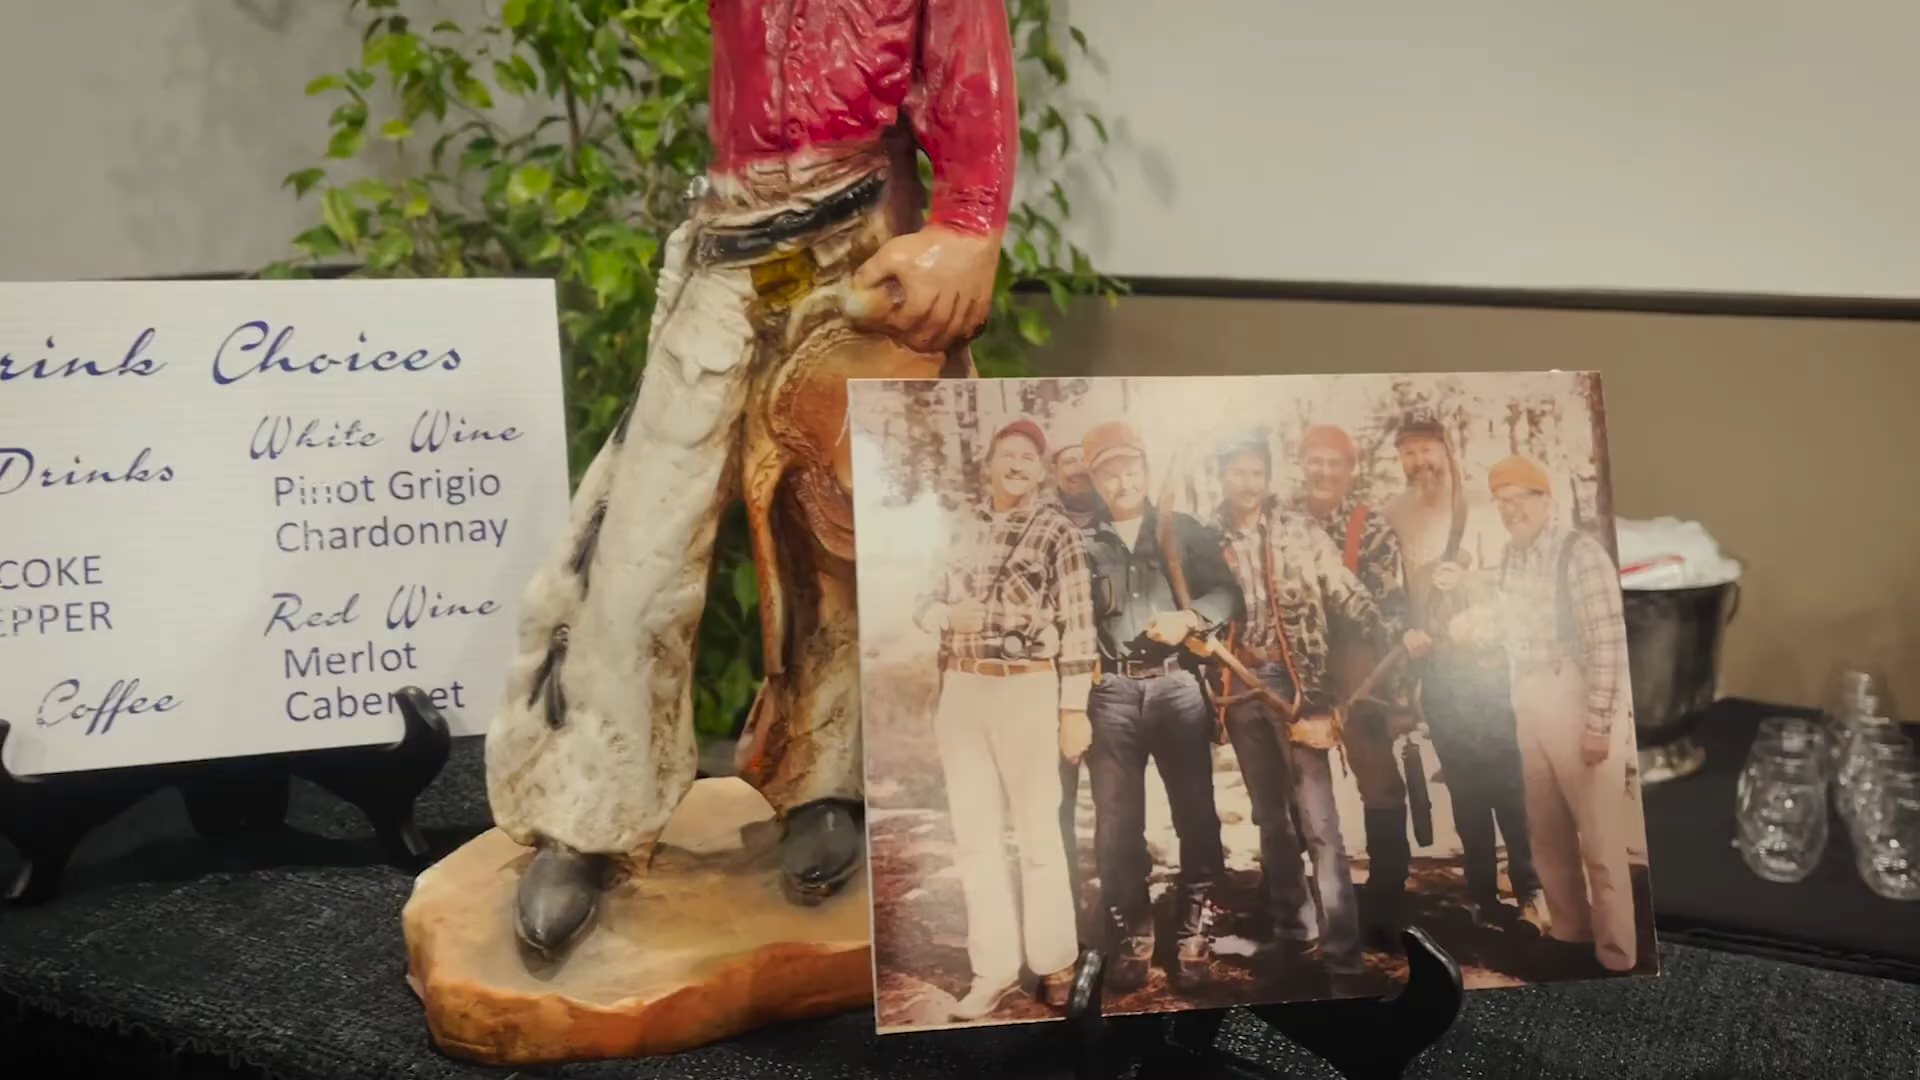 rink Choices
Drinks
COKE
EPPER
Coffee
White Wine
Pinot Grigio
Chardonnay
Red Wine
Merlot
Cabernet